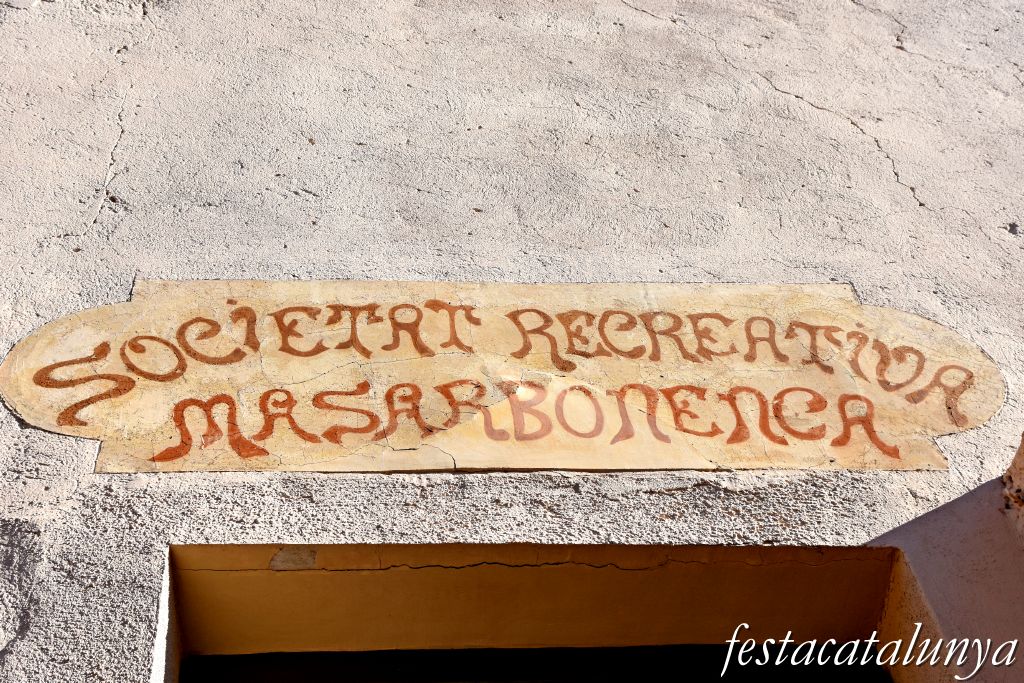 SOCIETAT RECREATIVA
MASARBONENCA
festacatalunya